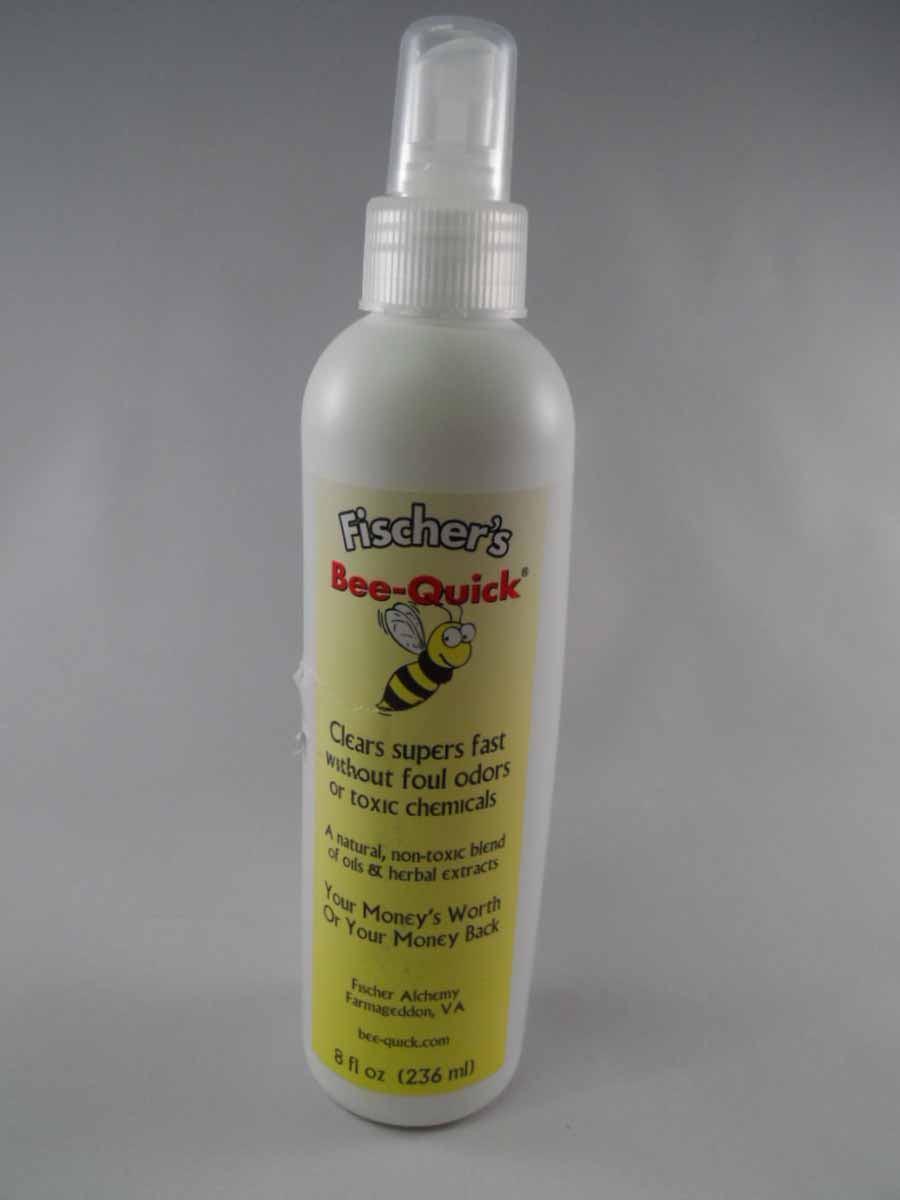 Fischer's
Bee-Quick®
Clears supers fast
without foul odors
or toxic chemicals
A natural, non-toxic blend
of oils & herbal extracts
Your Money's Worth
Or Your Money Back
Fischer Alchemy
Farmageddon, VA
bee-quick.com
8 fl oz (236 ml)